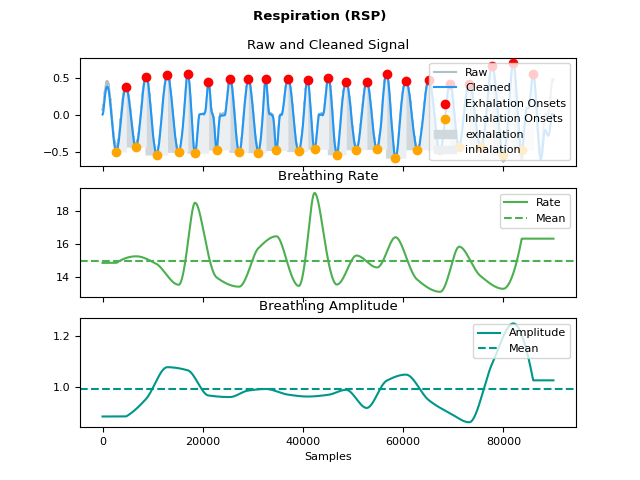 Respiration (RSP)
Raw and Cleaned Signal
0.5
0.0
−0.5
Raw
Cleaned
Exhalation Onsets
Inhalation Onsets
exhalation
inhalation
Breathing Rate
18
16
14
Rate
Mean
Breathing Amplitude
1.2
1.0
Amplitude
Mean
0
20000
40000
60000
80000
Samples